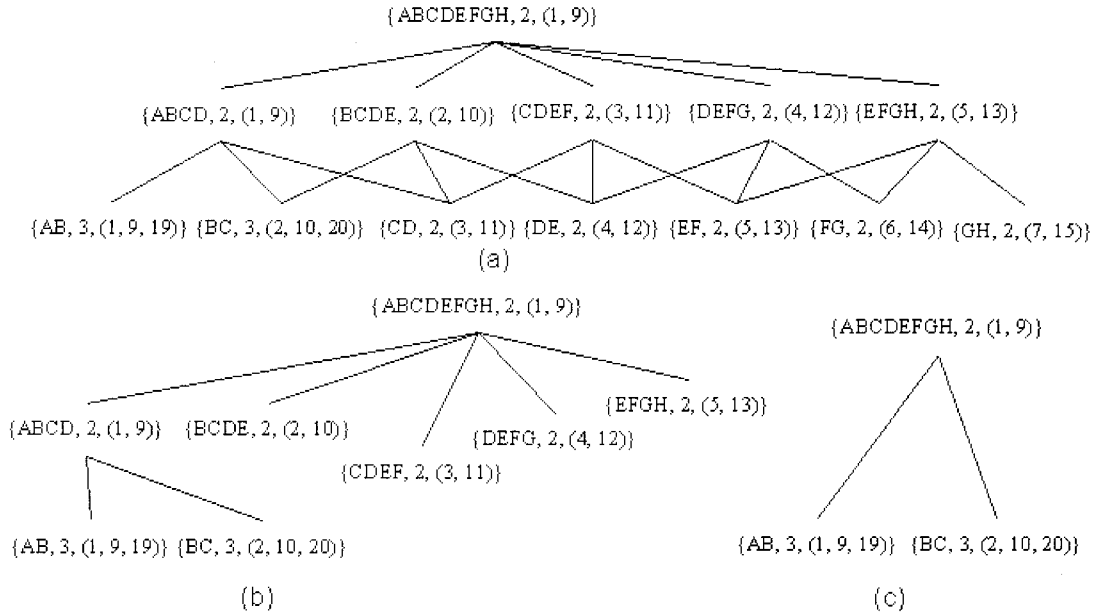 {ABCDEFGH, 2, (1, 9)}
{ABCD, 2, (1, 9)} {BCDE, 2, (2, 10)} {CDEF, 2, (3, 11)} {DEFG, 2, (4, 12)} {EFGH, 2, (5, 13)}
{AB, 3, (1, 9, 19)} {BC, 3, (2, 10, 20)} {CD, 2, (3, 11)} {DE, 2, (4, 12)} {EF, 2, (5, 13)} {FG, 2, (6, 14)} {GH, 2, (7, 15)}
(a)
{ABCDEFGH, 2, (1, 9)}
{ABCD, 2, (1, 9)} {BCDE, 2, (2, 10)} {CDEF, 2, (3, 11)} {DEFG, 2, (4, 12)} {EFGH, 2, (5, 13)}
{AB, 3, (1, 9, 19)} {BC, 3, (2, 10, 20)}
(b)
{ABCDEFGH, 2, (1, 9)}
{AB, 3, (1, 9, 19)} {BC, 3, (2, 10, 20)}
(c)